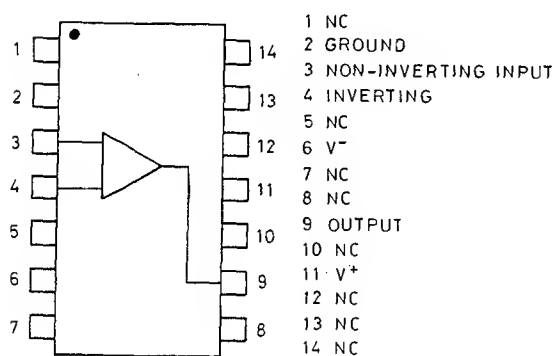 1
2
3
4
5
6
7
14
13
12
11
10
9
8
1 NC
2 GROUND
3 NON-INVERTING INPUT
4 INVERTING
5 NC
6 V⁻
7 NC
8 NC
9 OUTPUT
10 NC
11 V⁺
12 NC
13 NC
14 NC